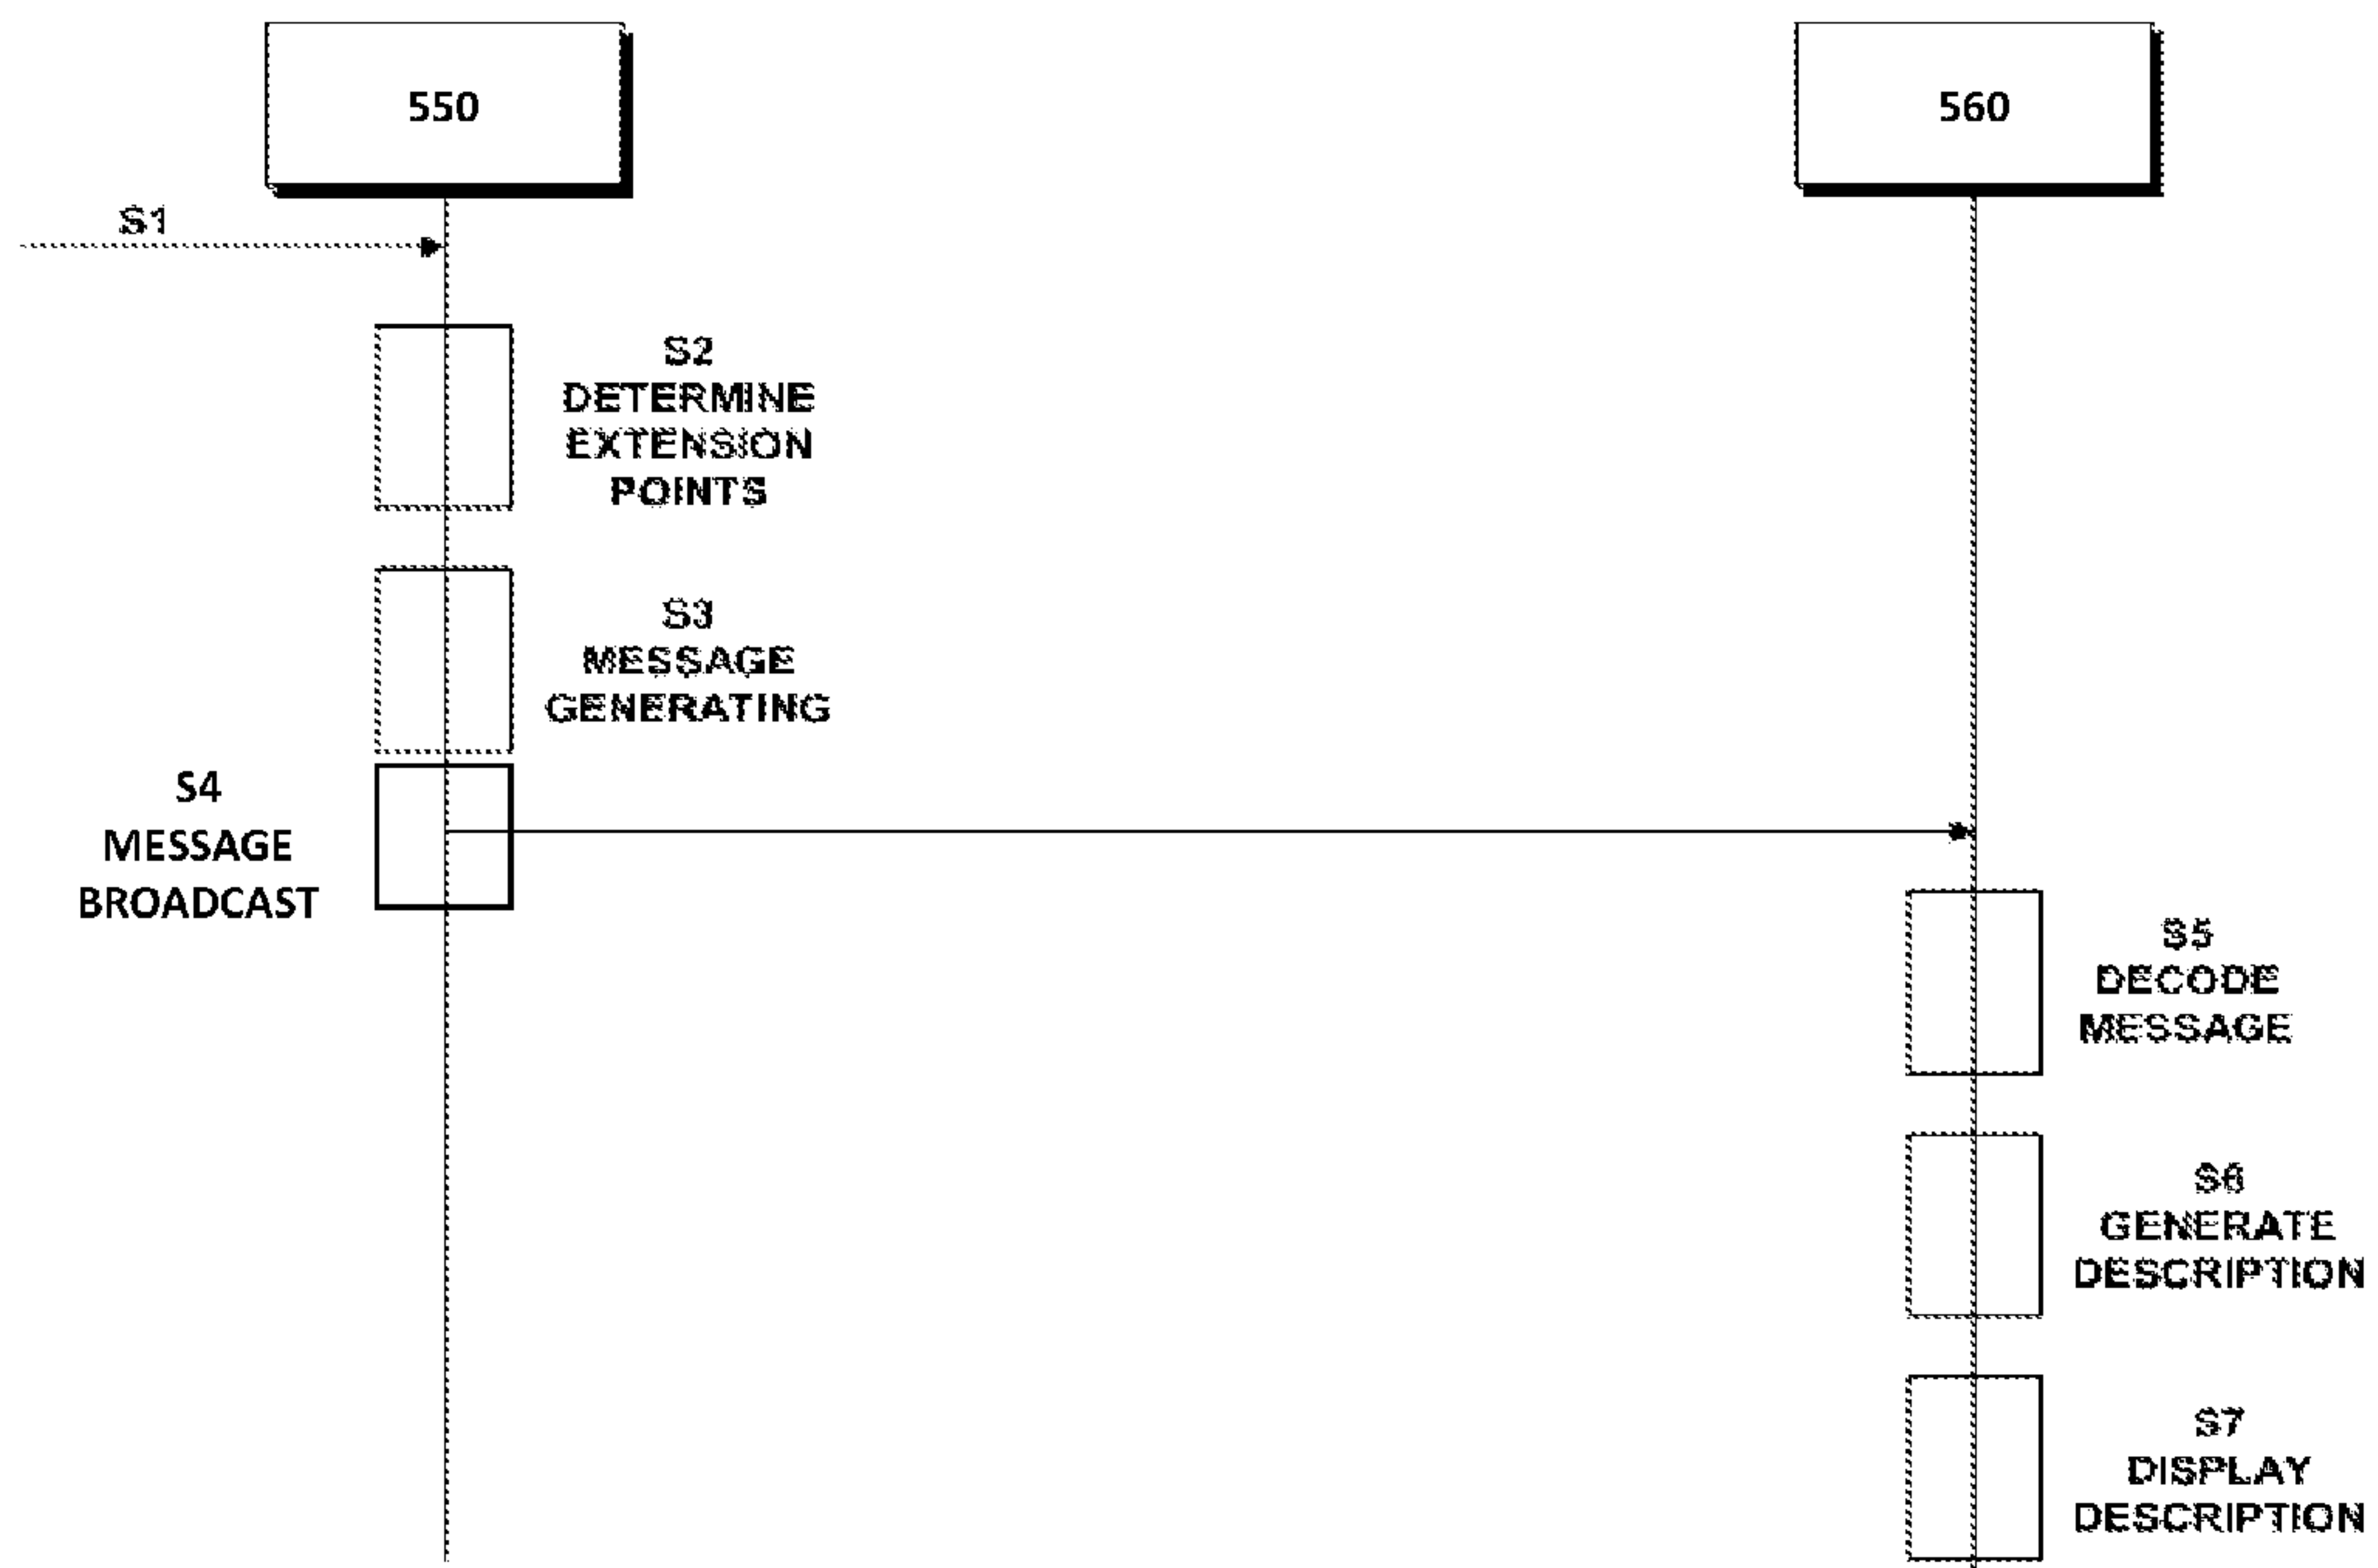 550
560
S1
S2
DETERMINE
EXTENSION
POINTS
S3
MESSAGE
GENERATING
S4
MESSAGE
BROADCAST
S5
DECODE
MESSAGE
S6
GENERATE
DESCRIPTION
S7
DISPLAY
DESCRIPTION